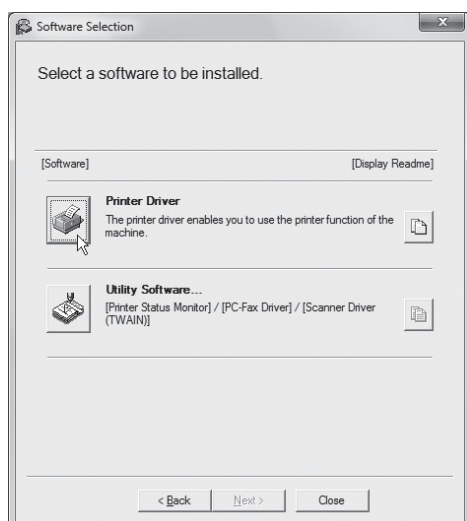 Software Selection
Select a software to be installed.
[Software] [Display Readme]
Printer Driver
The printer driver enables you to use the printer function of the
machine.
Utility Software...
[Printer Status Monitor] / [PC-Fax Driver] / [Scanner Driver
(TWAIN)]
< Back Next > Close